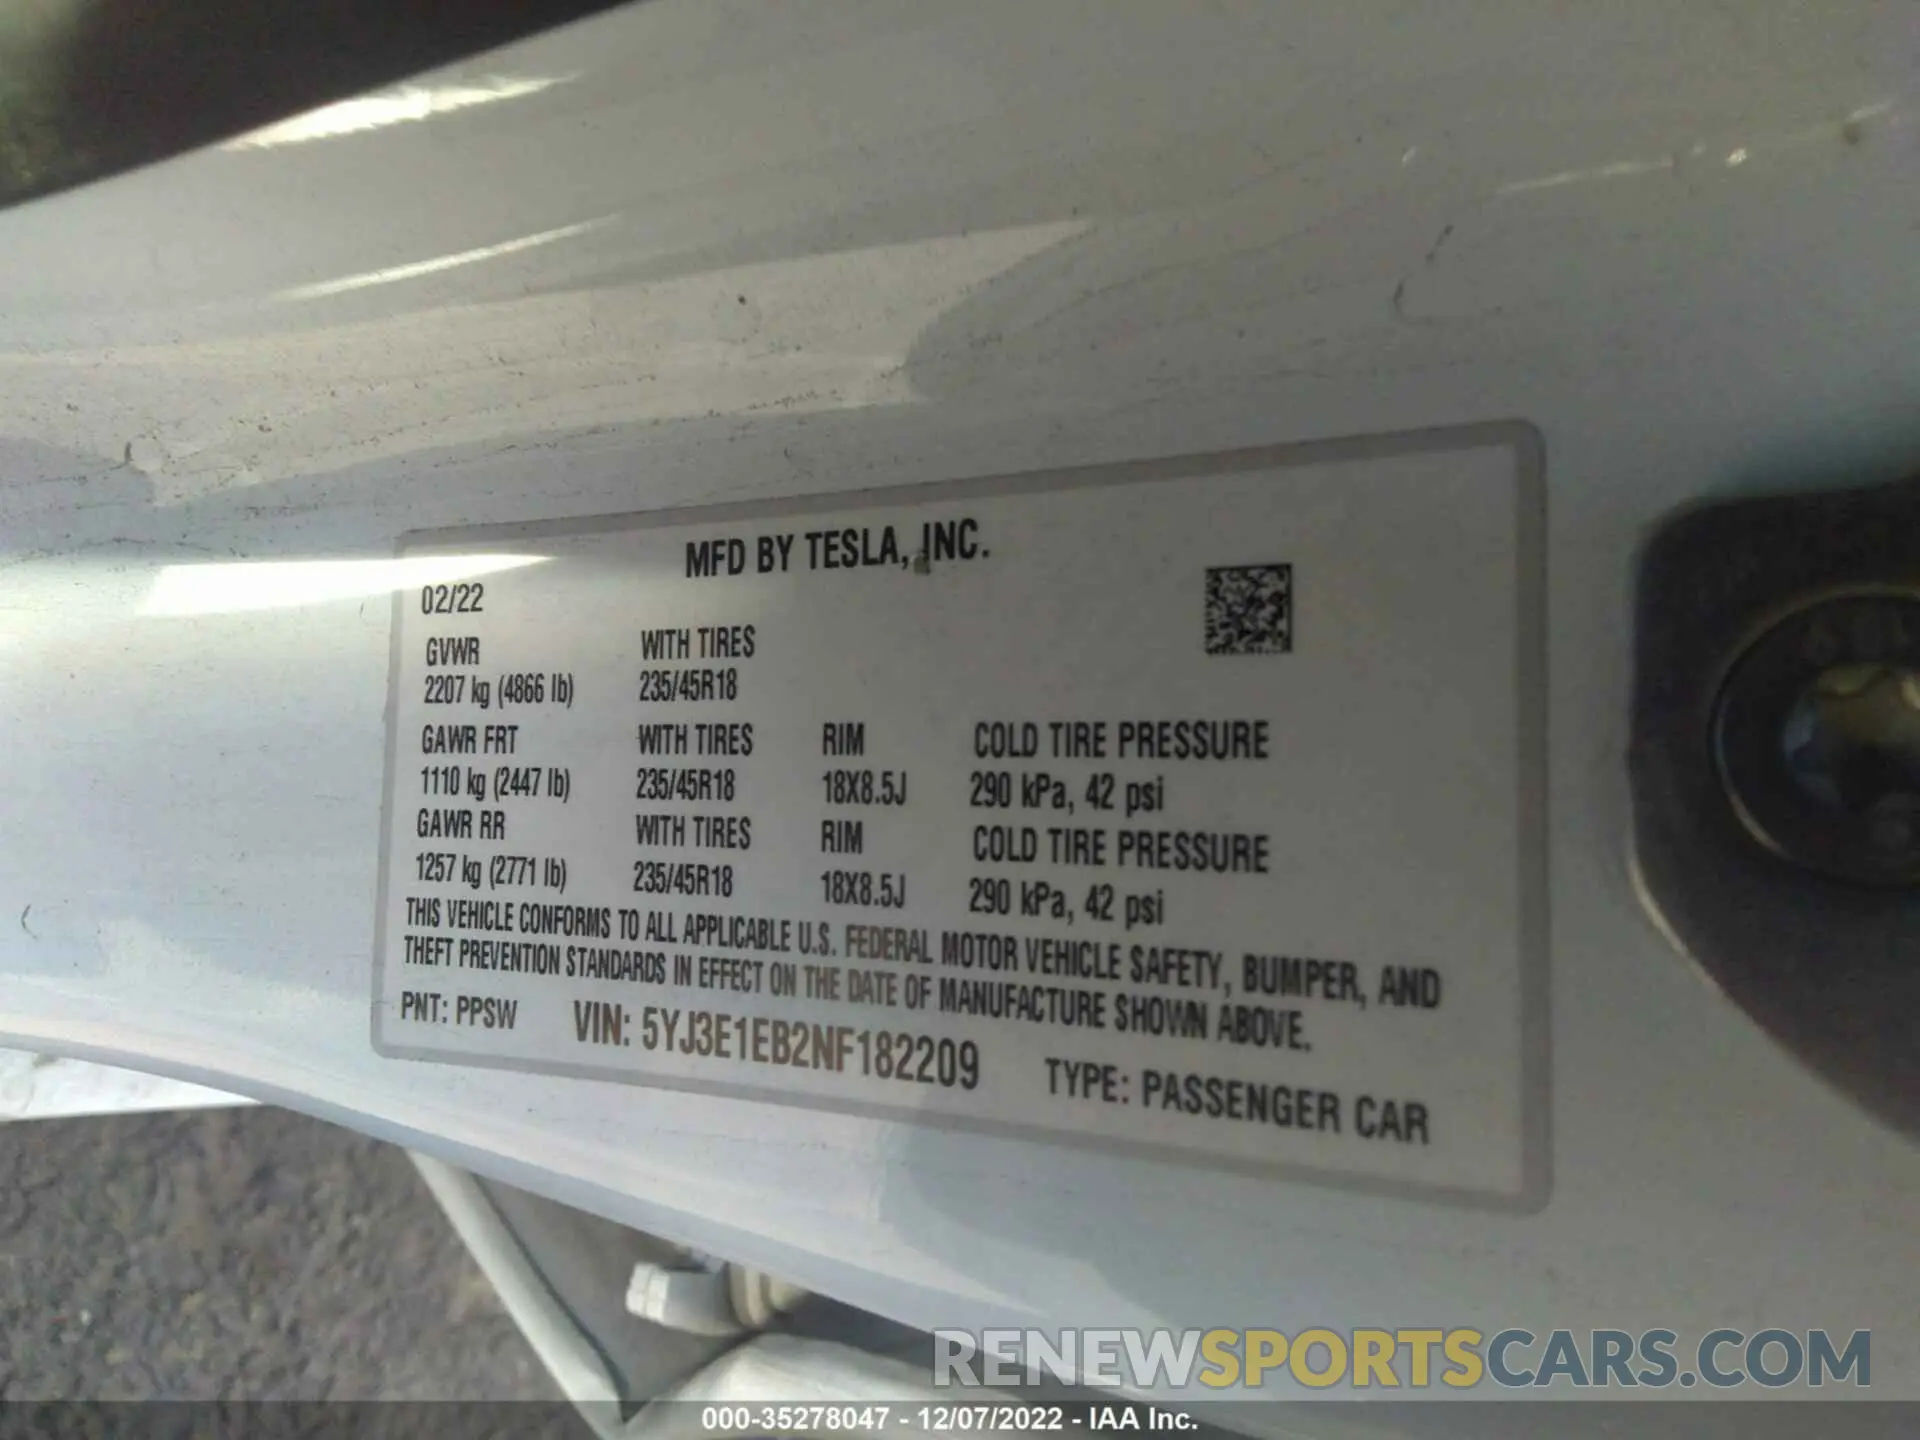 MFD BY TESLA, INC.
02/22
GVWR WITH TIRES
2207 kg (4866 lb) 235/45R18
GAWR FRT WITH TIRES RIM COLD TIRE PRESSURE
1110 kg (2447 lb) 235/45R18 18X8.5J 290 kPa, 42 psi
GAWR RR WITH TIRES RIM COLD TIRE PRESSURE
1257 kg (2771 lb) 235/45R18 18X8.5J 290 kPa, 42 psi
THIS VEHICLE CONFORMS TO ALL APPLICABLE U.S. FEDERAL MOTOR VEHICLE SAFETY, BUMPER, AND
THEFT PREVENTION STANDARDS IN EFFECT ON THE DATE OF MANUFACTURE SHOWN ABOVE.
PNT: PPSW VIN: 5YJ3E1EB2NF182209 TYPE: PASSENGER CAR
RENEWSPORTSCARS.COM
000-35278047 - 12/07/2022 - IAA Inc.